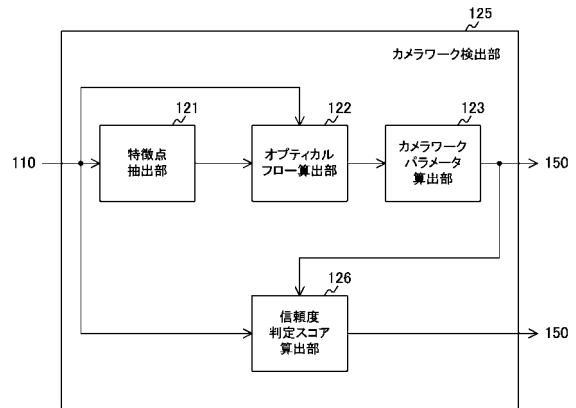 125
カメラワーク検出部
121
122
123
110
特徴点
抽出部
オプティカル
フロー算出部
カメラワーク
パラメータ
算出部
150
126
信頼度
判定スコア
算出部
150